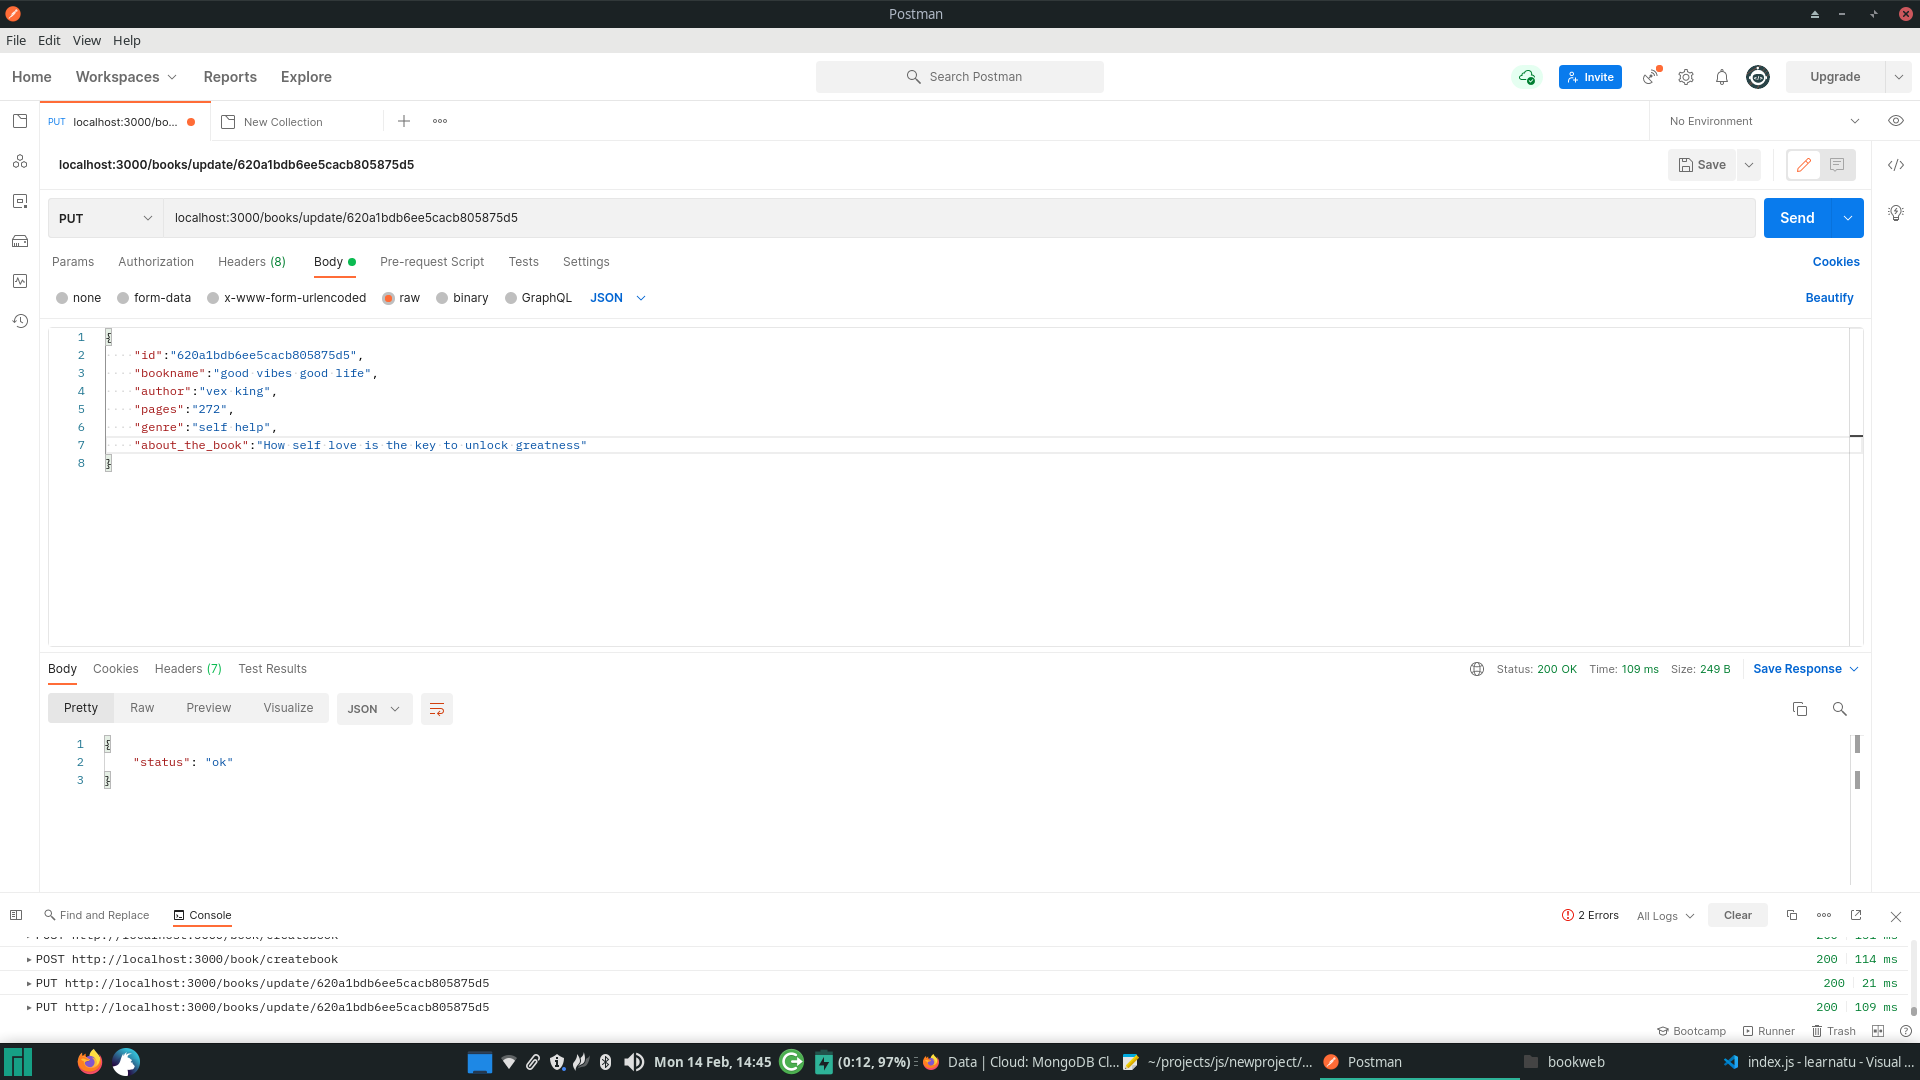 Postman
File Edit View Help
Home Workspaces Reports Explore Search Postman Invite Upgrade
PUT localhost:3000/bo... New Collection No Environment
localhost:3000/books/update/620a1bdb6ee5cacb805875d5 Save
PUT localhost:3000/books/update/620a1bdb6ee5cacb805875d5 Send
Params Authorization Headers (8) Body Pre-request Script Tests Settings Cookies
none form-data x-www-form-urlencoded raw binary GraphQL JSON Beautify
1 {
2 "id":"620a1bdb6ee5cacb805875d5",
3 "bookname":"good vibes good life",
4 "author":"vex king",
5 "pages":"272",
6 "genre":"self help",
7 "about_the_book":"How self love is the key to unlock greatness"
8 }
Body Cookies Headers (7) Test Results Status: 200 OK Time: 109 ms Size: 249 B Save Response
Pretty Raw Preview Visualize JSON
1 {
2 "status": "ok"
3 }
Find and Replace Console 2 Errors All Logs Clear
POST http://localhost:3000/book/createbook 200 151 ms
POST http://localhost:3000/book/createbook 200 114 ms
PUT http://localhost:3000/books/update/620a1bdb6ee5cacb805875d5 200 21 ms
PUT http://localhost:3000/books/update/620a1bdb6ee5cacb805875d5 200 109 ms
Bootcamp Runner Trash
Mon 14 Feb, 14:45 (0:12, 97%) Data | Cloud: MongoDB Cl... ~/projects/js/newproject/... Postman bookweb index.js - learnatu - Visual ...